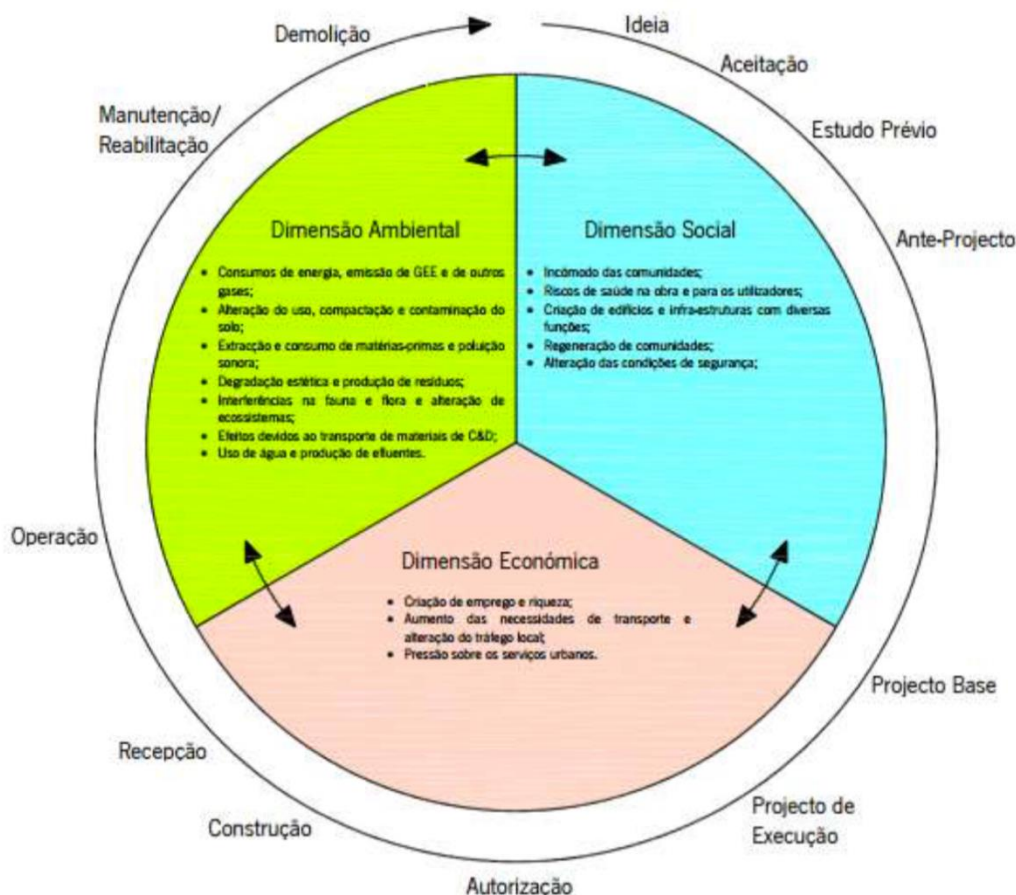 Demolição
Ideia
Aceitação
Manutenção/
Reabilitação
Estudo Prévio
Ante-Projecto
Dimensão Ambiental
• Consumos de energia, emissão de GEE e de outros
gases;
• Alteração do uso, compactação e contaminação do
solo;
• Extracção e consumo de matérias-primas e poluição
sonora;
• Degradação estética e produção de resíduos;
• Interferências na fauna e flora e alteração de
ecossistemas;
• Efeitos devidos ao transporte de materiais de C&D;
• Uso de água e produção de efluentes.
Dimensão Social
• Incómodo das comunidades;
• Riscos de saúde na obra e para os utilizadores;
• Criação de edifícios e infra-estruturas com diversas
funções;
• Regeneração de comunidades;
• Alteração das condições de segurança;
Operação
Dimensão Económica
• Criação de emprego e riqueza;
• Aumento das necessidades de transporte e
alteração do tráfego local;
• Pressão sobre os serviços urbanos.
Projecto Base
Recepção
Projecto de
Execução
Construção
Autorização